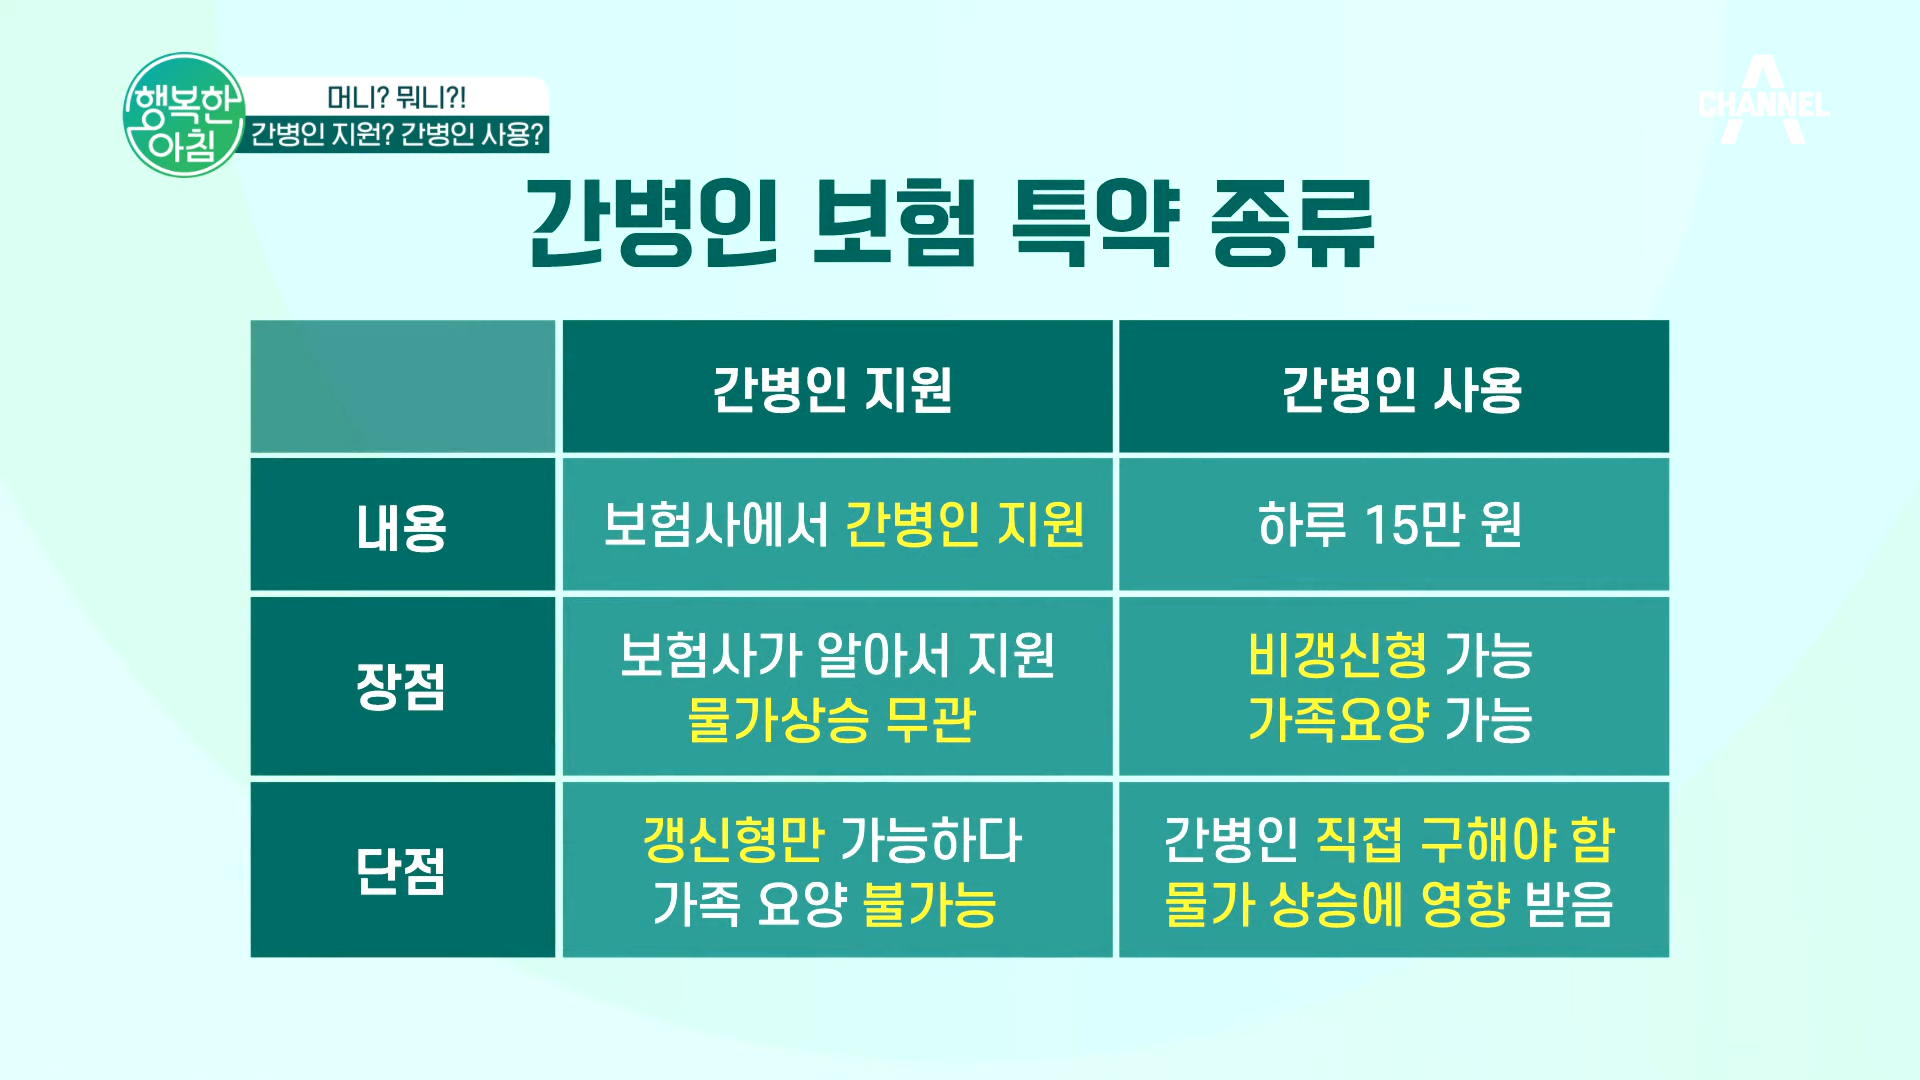 행복한
아침
머니? 뭐니?!
간병인 지원? 간병인 사용?
CHANNEL A
간병인 보험 특약 종류
간병인 지원
간병인 사용
내용
보험사에서 간병인 지원
하루 15만 원
장점
보험사가 알아서 지원
물가상승 무관
비갱신형 가능
가족요양 가능
단점
갱신형만 가능하다
가족 요양 불가능
간병인 직접 구해야 함
물가 상승에 영향 받음